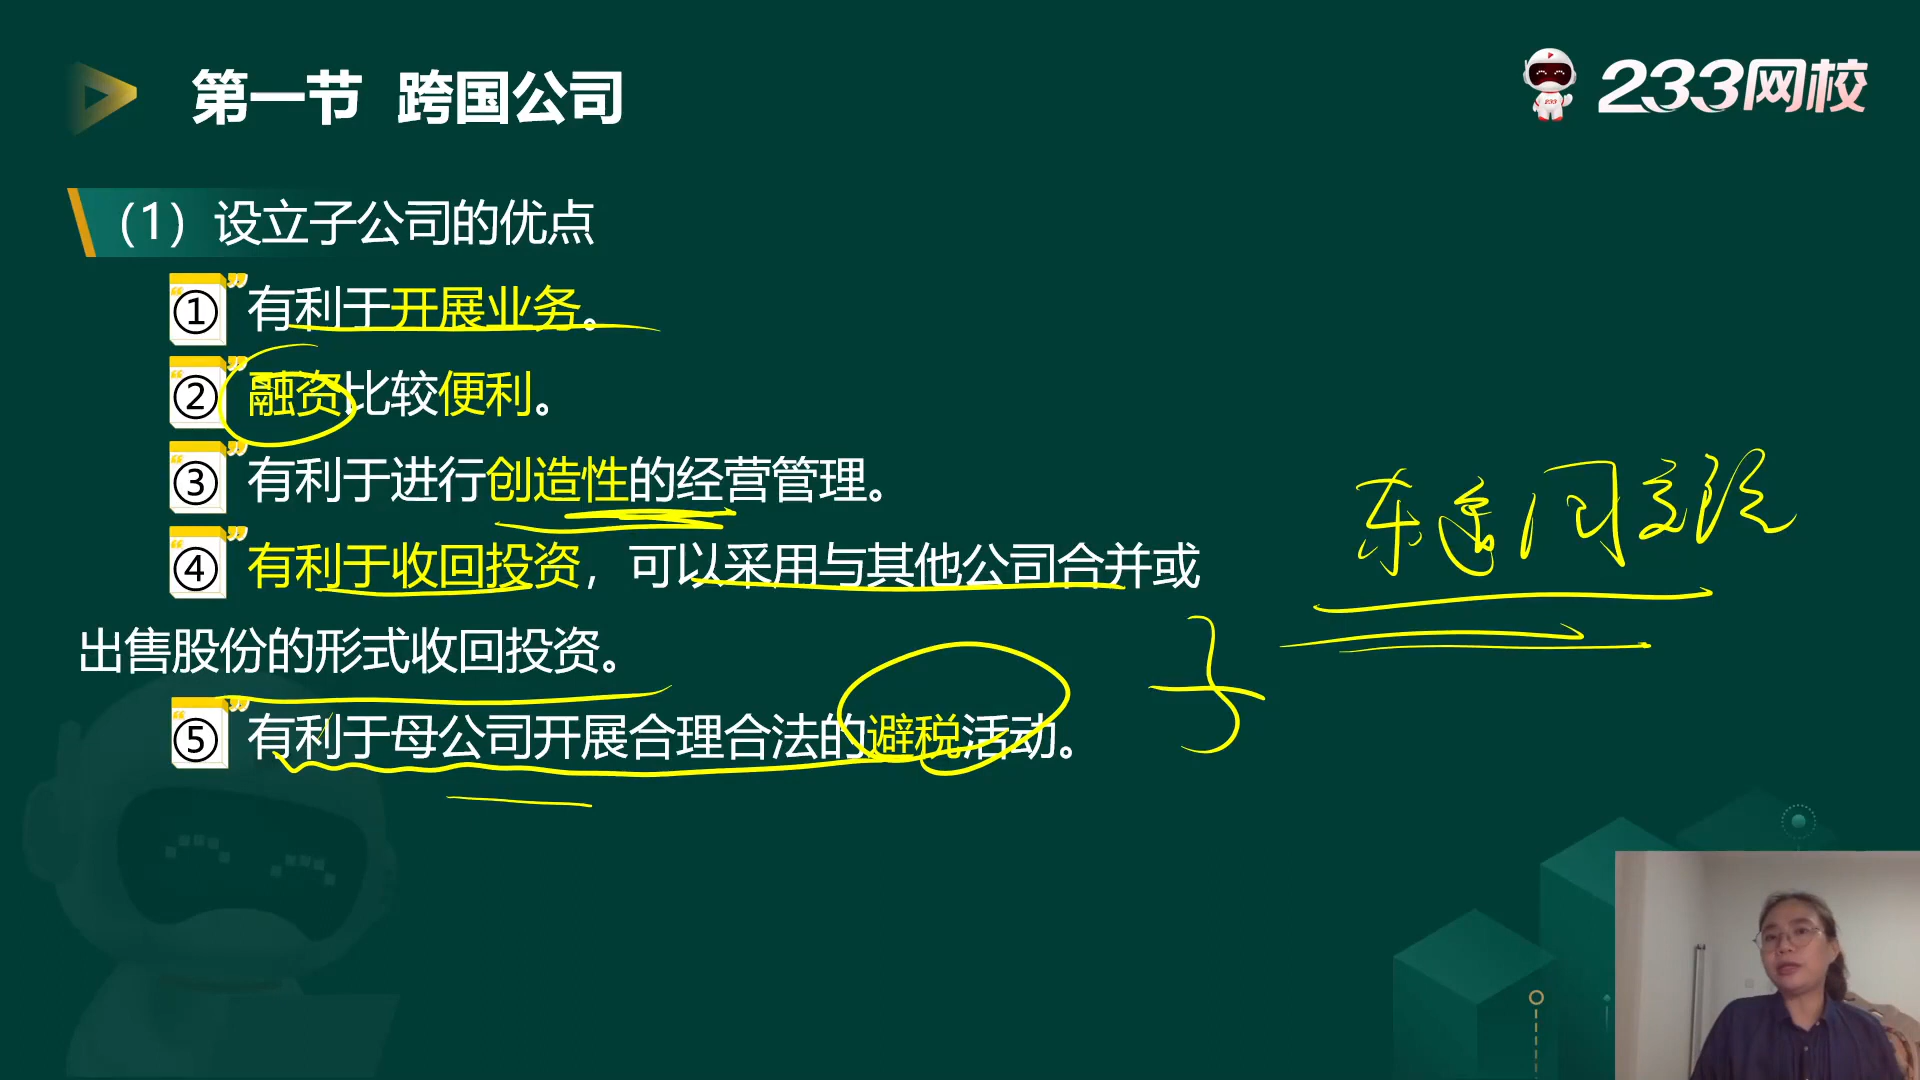 第一节 跨国公司
233网校
（1）设立子公司的优点
①有利于开展业务。
②融资比较便利。
③有利于进行创造性的经营管理。
④有利于收回投资，可以采用与其他公司合并或
出售股份的形式收回投资。
⑤有利于母公司开展合理合法的避税活动。
子